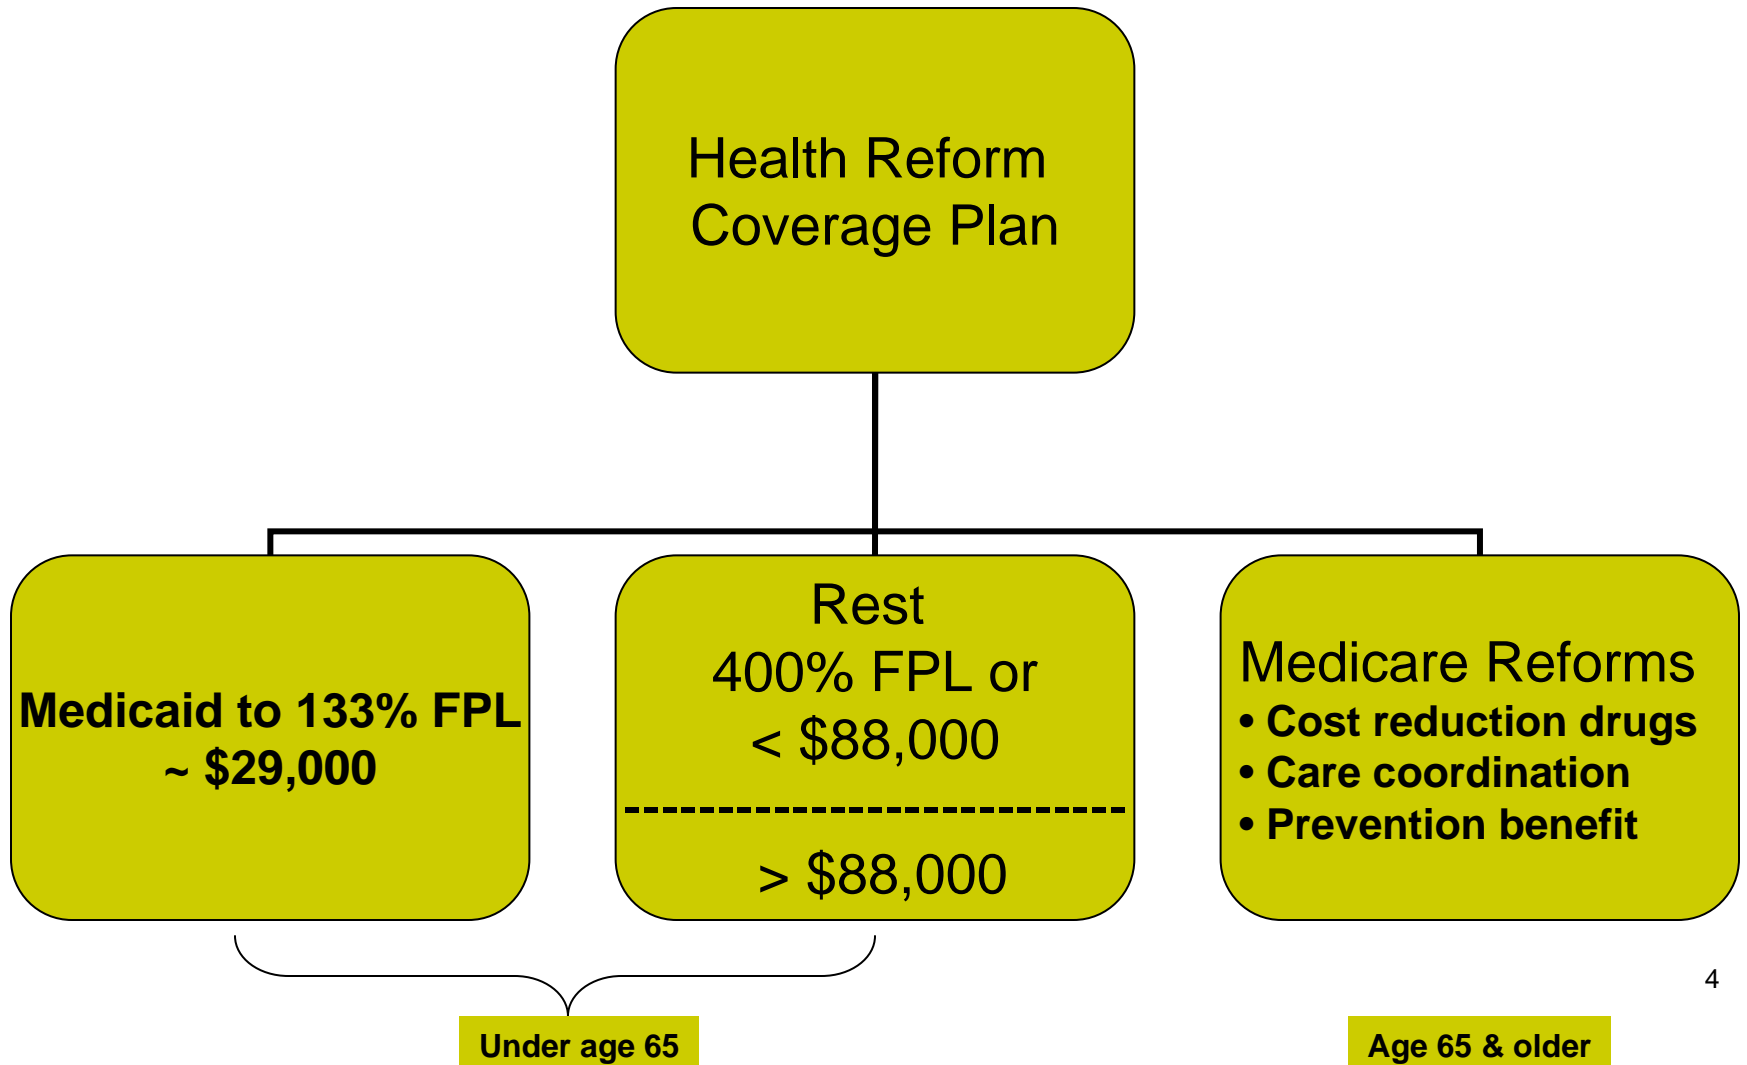 Health Reform
Coverage Plan
Medicaid to 133% FPL
~ $29,000
Rest
400% FPL or
< $88,000
> $88,000
Medicare Reforms
• Cost reduction drugs
• Care coordination
• Prevention benefit
4
Under age 65
Age 65 & older